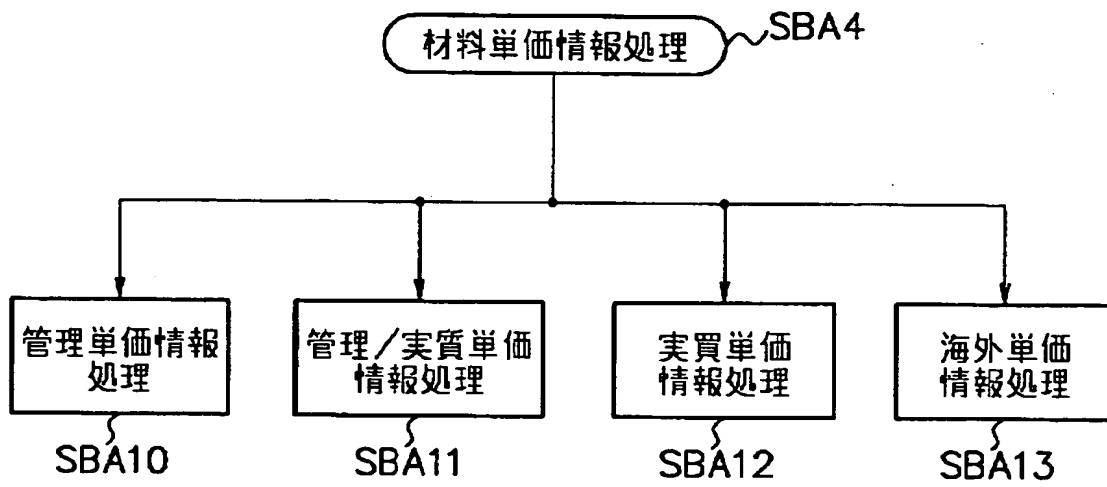 材料単価情報処理
SBA4
管理単価情報
処理
SBA10
管理/実質単価
情報処理
SBA11
実買単価
情報処理
SBA12
海外単価
情報処理
SBA13